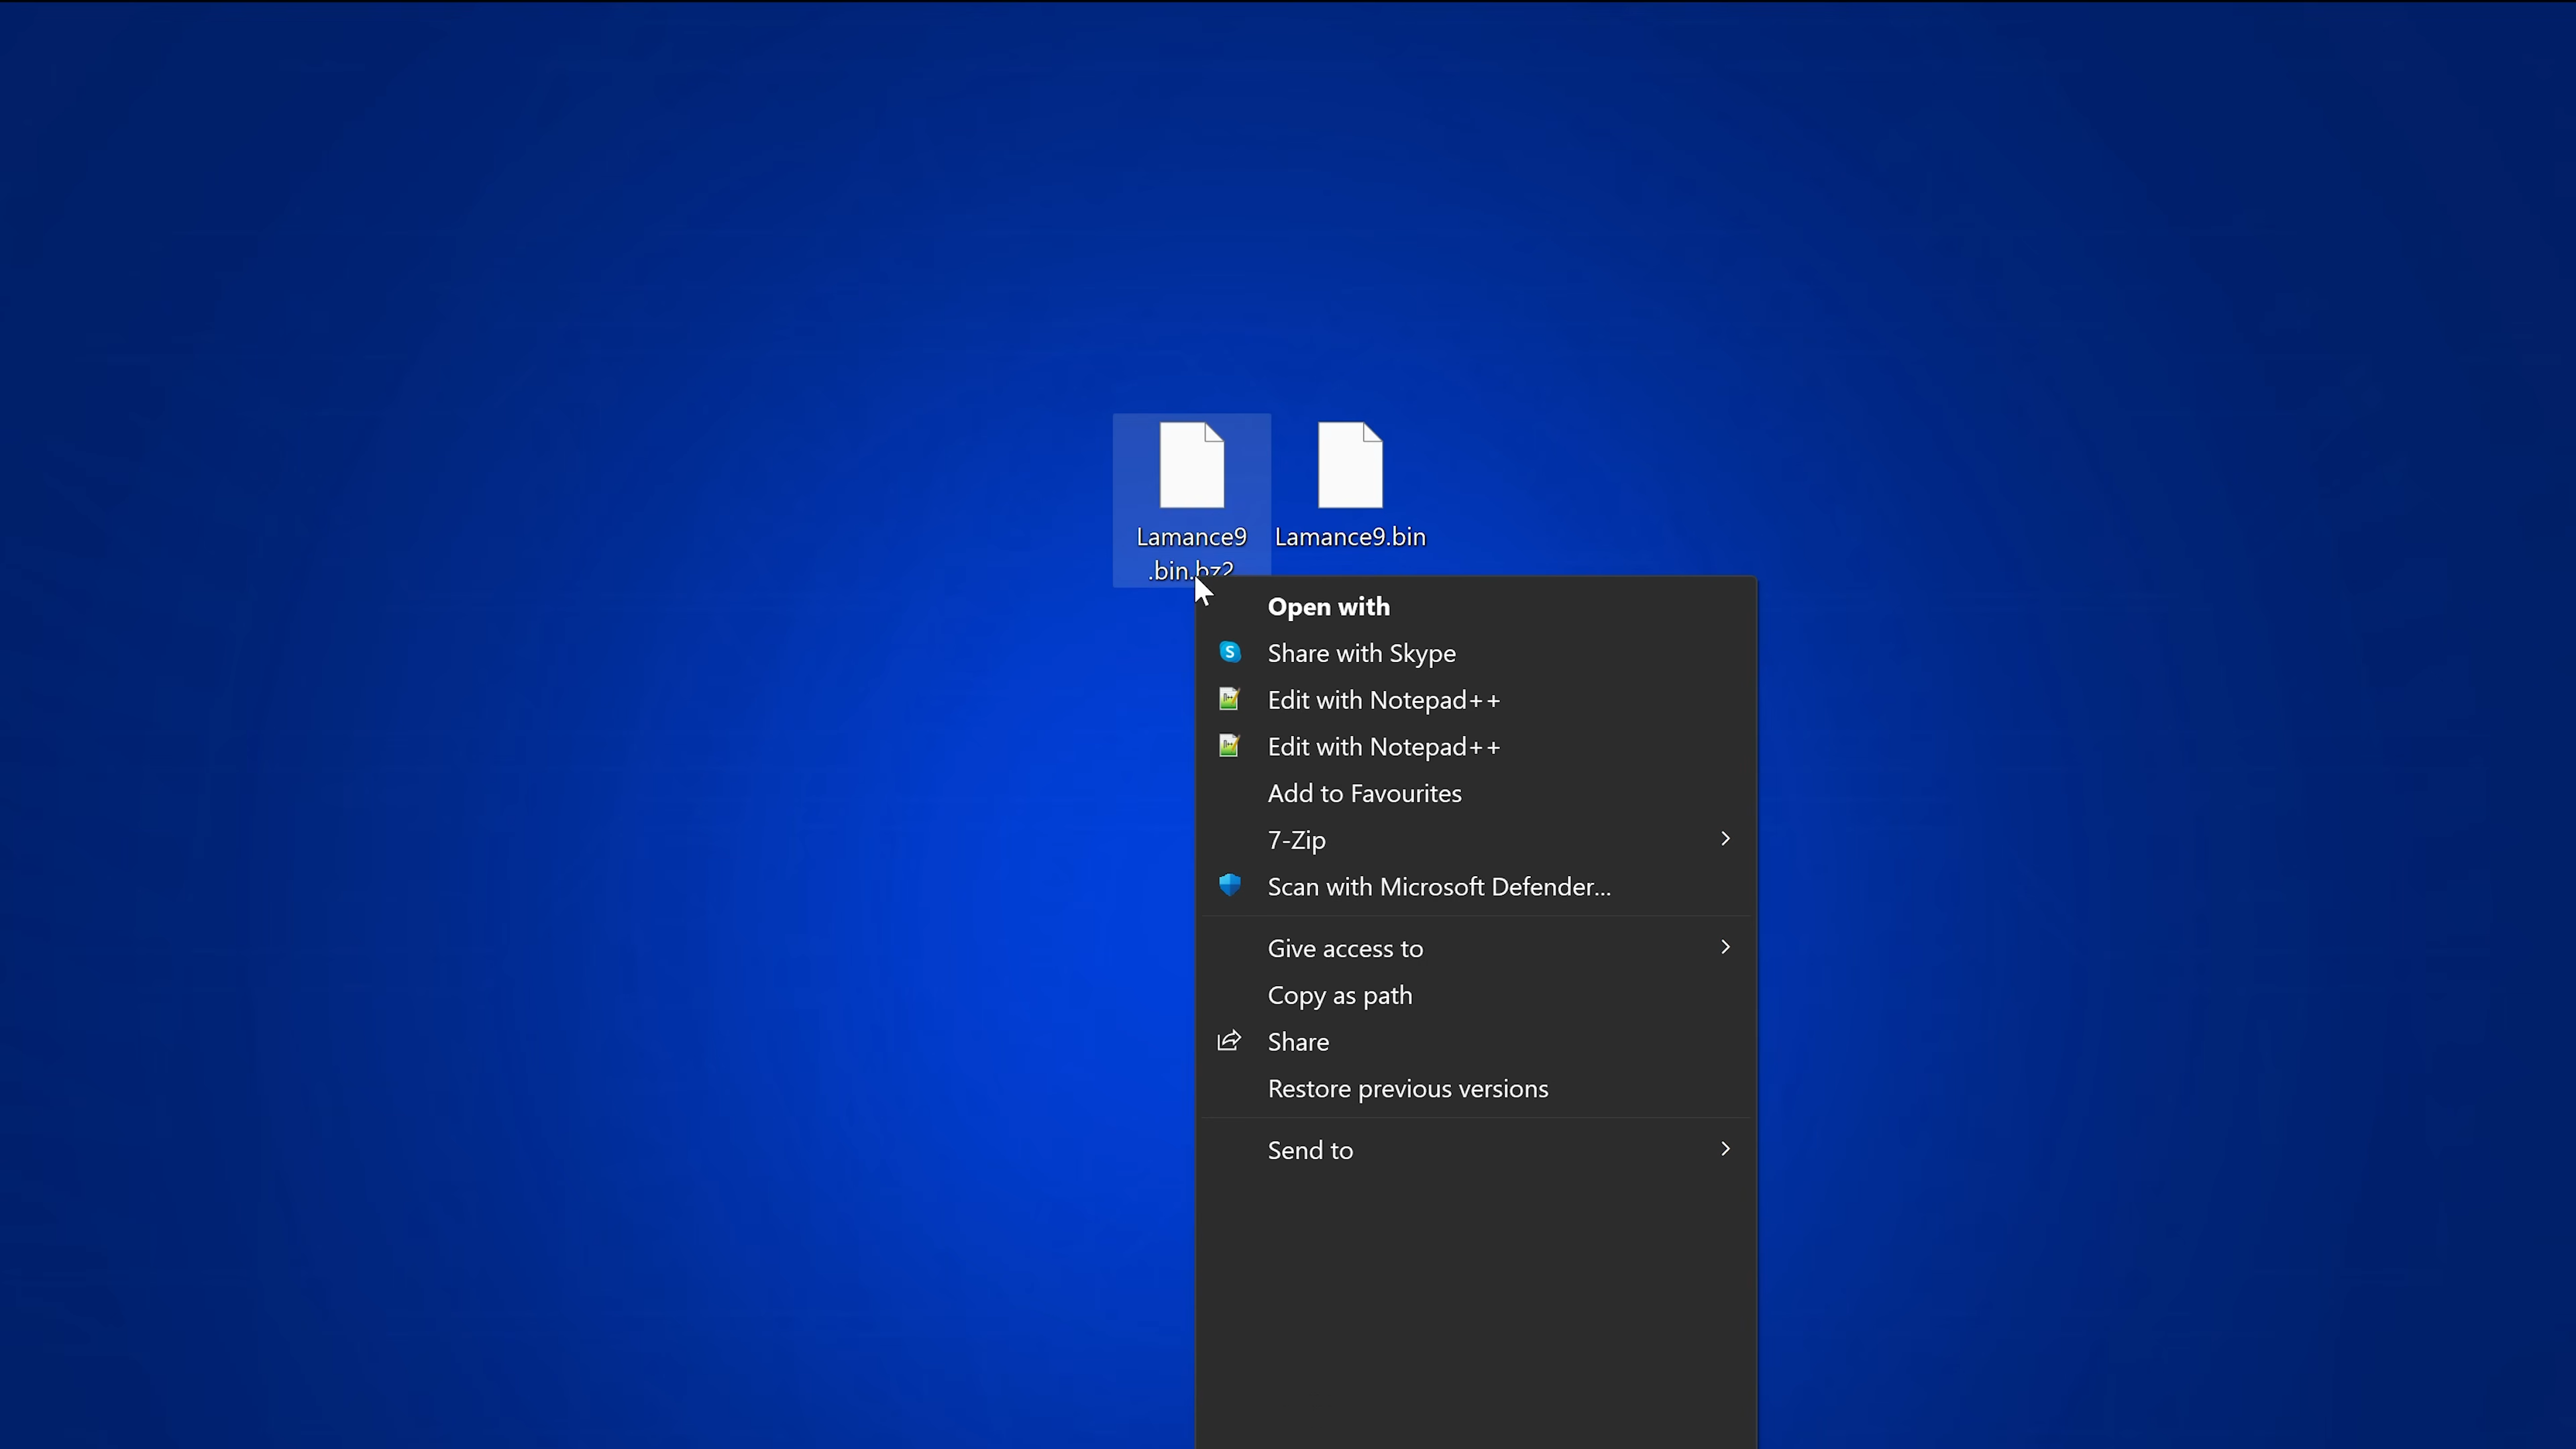 Lamance9
.bin.bz2
Lamance9.bin
Open with
Share with Skype
Edit with Notepad++
Edit with Notepad++
Add to Favourites
7-Zip
Scan with Microsoft Defender...
Give access to
Copy as path
Share
Restore previous versions
Send to